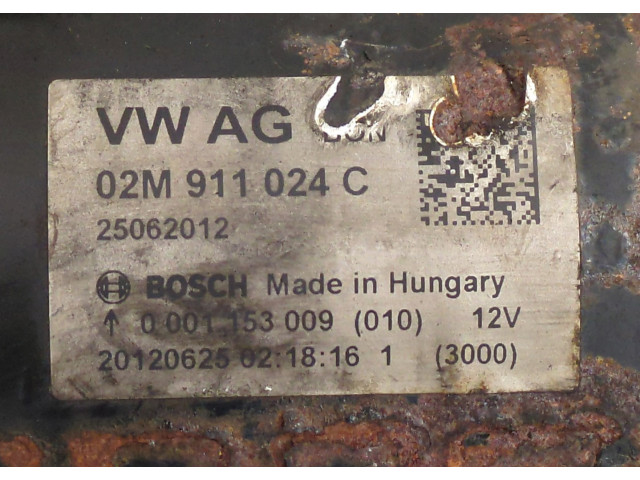 VW AG
02M 911 024 C
25062012
BOSCH Made in Hungary
↑ 0 001 153 009 (010) 12V
20120625 02:18:16 1 (3000)